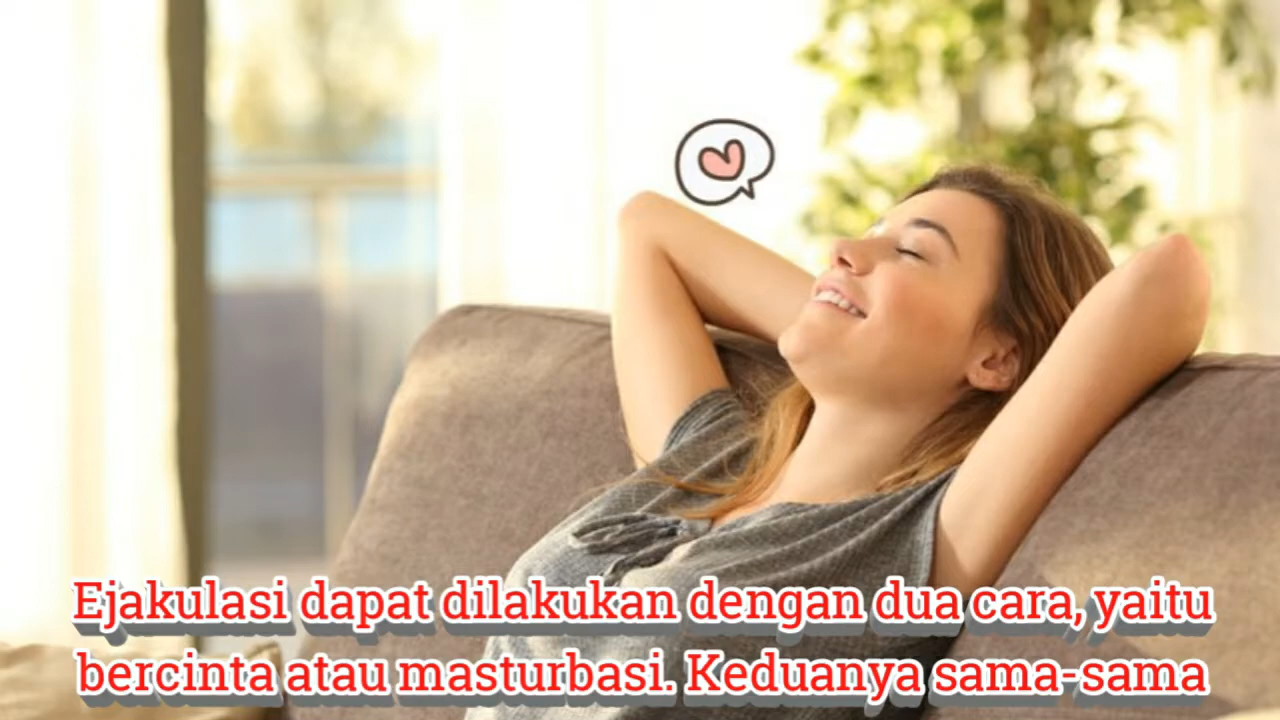 Ejakulasi dapat dilakukan dengan dua cara, yaitu
bercinta atau masturbasi. Keduanya sama-sama